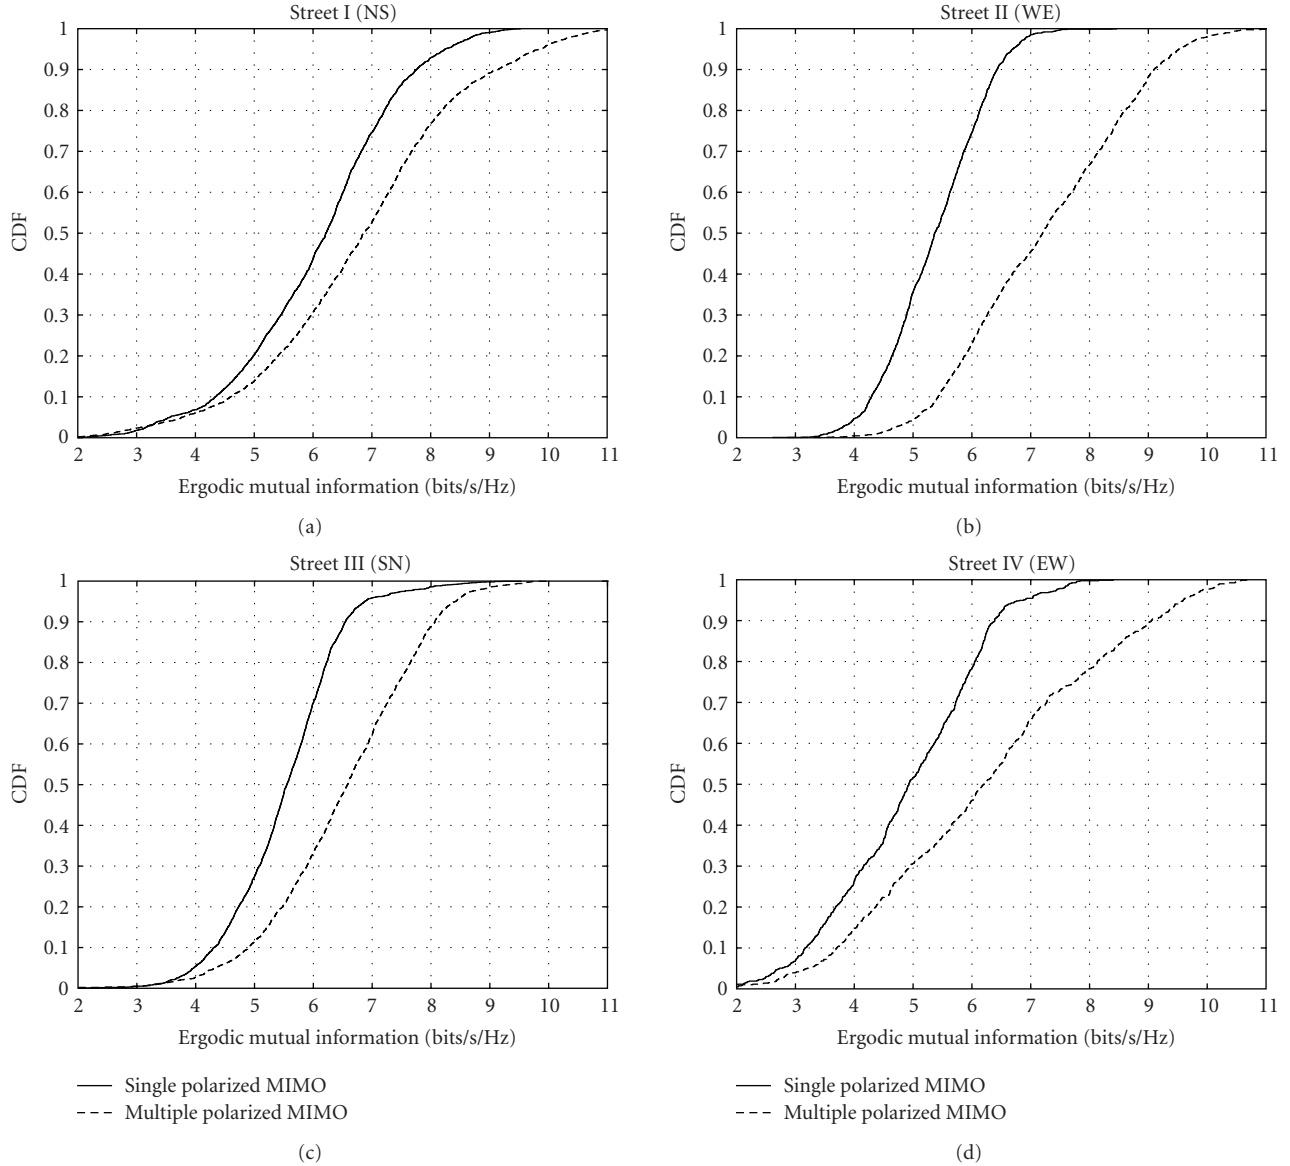 Street I (NS)
1
0.9
0.8
0.7
0.6
0.5
0.4
0.3
0.2
0.1
0
CDF
2 3 4 5 6 7 8 9 10 11
Ergodic mutual information (bits/s/Hz)
(a)
Street II (WE)
1
0.9
0.8
0.7
0.6
0.5
0.4
0.3
0.2
0.1
0
CDF
2 3 4 5 6 7 8 9 10 11
Ergodic mutual information (bits/s/Hz)
(b)
Street III (SN)
1
0.9
0.8
0.7
0.6
0.5
0.4
0.3
0.2
0.1
0
CDF
2 3 4 5 6 7 8 9 10 11
Ergodic mutual information (bits/s/Hz)
Single polarized MIMO
Multiple polarized MIMO
(c)
Street IV (EW)
1
0.9
0.8
0.7
0.6
0.5
0.4
0.3
0.2
0.1
0
CDF
2 3 4 5 6 7 8 9 10 11
Ergodic mutual information (bits/s/Hz)
Single polarized MIMO
Multiple polarized MIMO
(d)